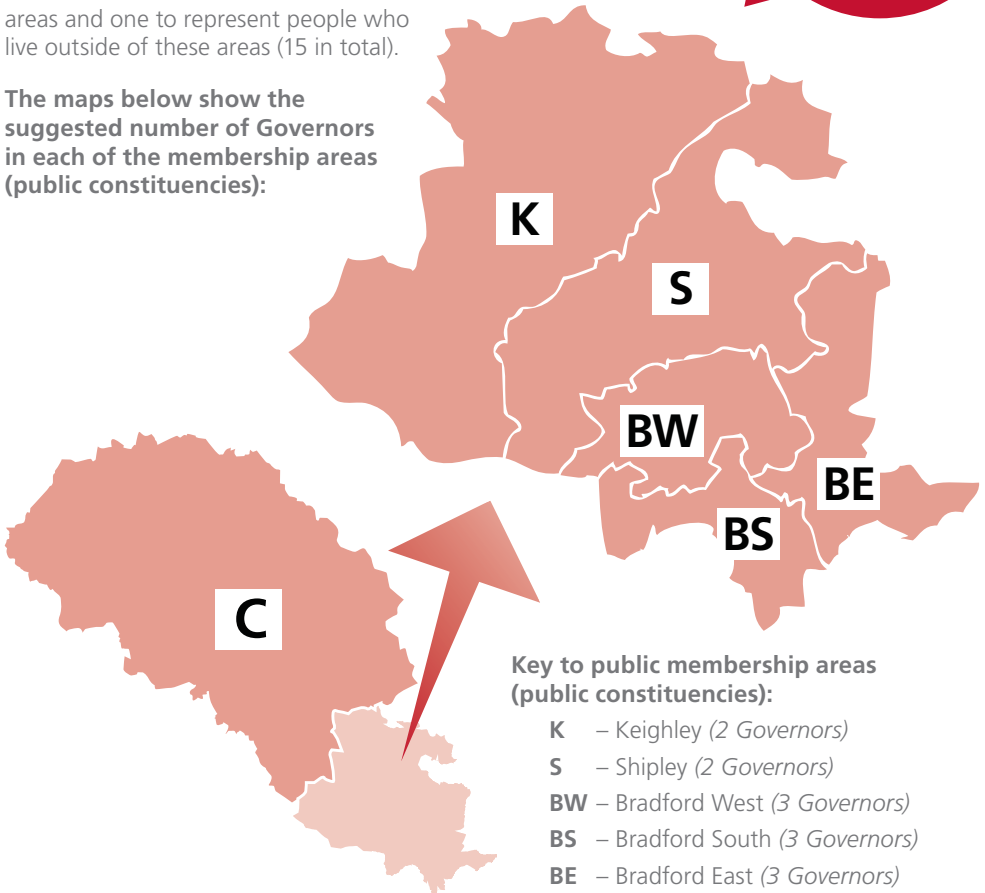 areas and one to represent people who
live outside of these areas (15 in total).
The maps below show the
suggested number of Governors
in each of the membership areas
(public constituencies):
K
S
BW
BE
BS
C
Key to public membership areas
(public constituencies):
K – Keighley (2 Governors)
S – Shipley (2 Governors)
BW – Bradford West (3 Governors)
BS – Bradford South (3 Governors)
BE – Bradford East (3 Governors)